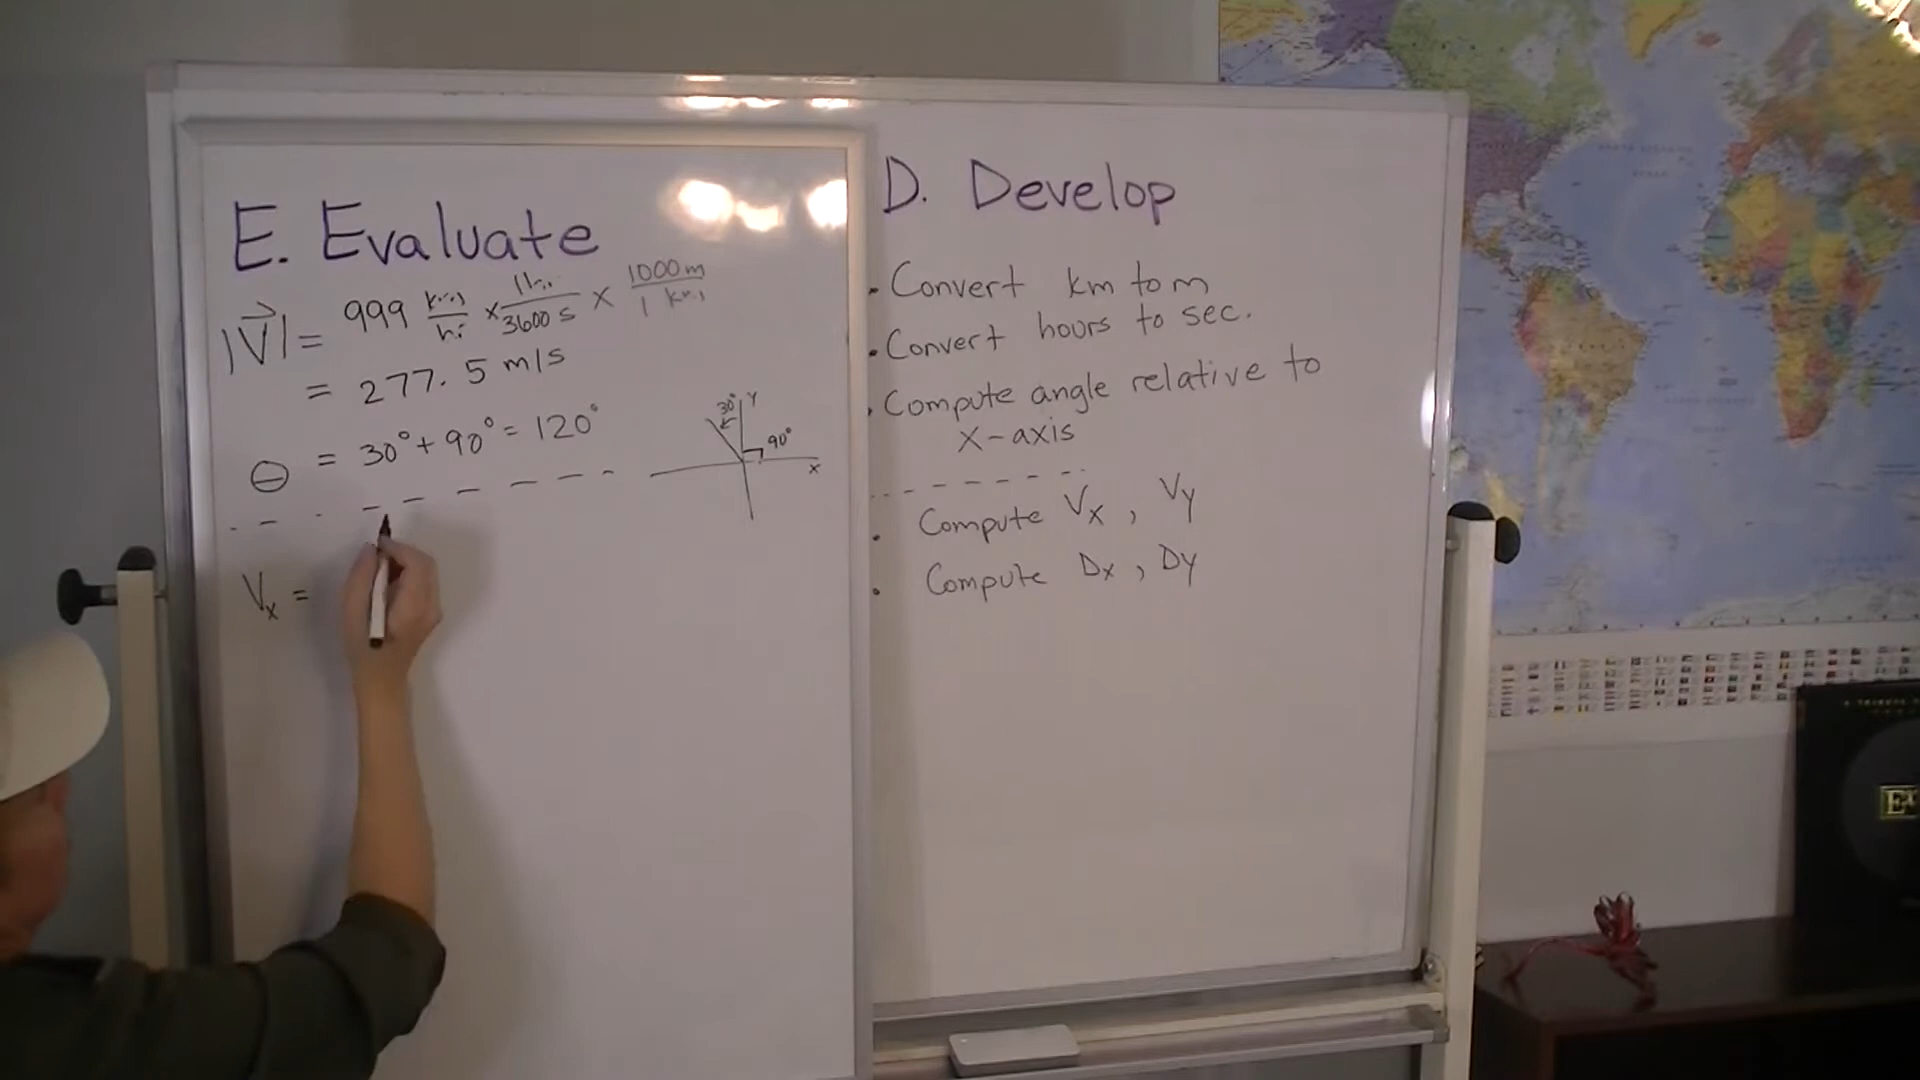 E. Evaluate
|V⃗| = 999 km/hr × 1hr/3600 s × 1000 m/1 km
= 277.5 m/s
θ = 30° + 90° = 120°
30°
Y
90°
x
Vx =
D. Develop
• Convert km to m
• Convert hours to sec.
• Compute angle relative to
X-axis
• Compute Vx , Vy
• Compute Dx , Dy